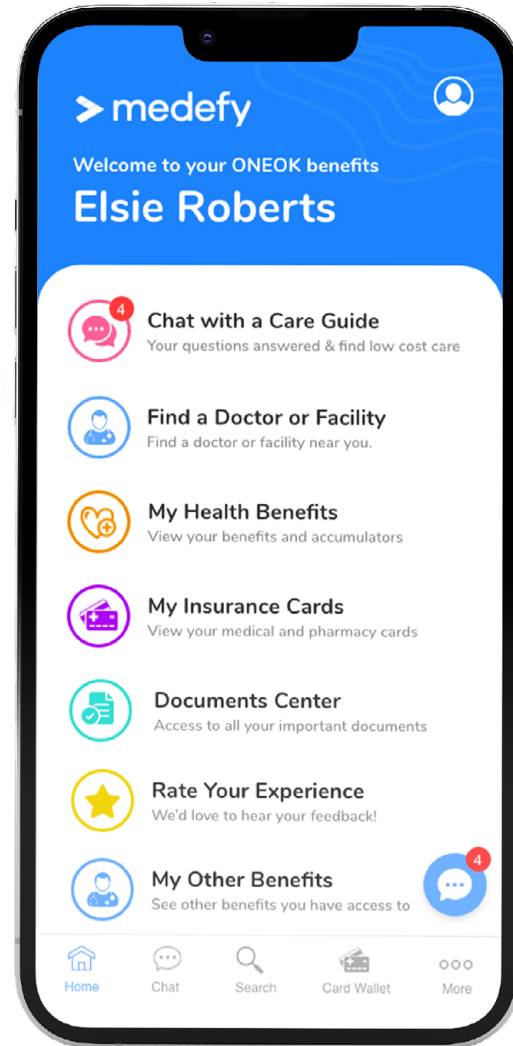 medefy
Welcome to your ONEOK benefits
Elsie Roberts
4
Chat with a Care Guide
Your questions answered & find low cost care
Find a Doctor or Facility
Find a doctor or facility near you.
My Health Benefits
View your benefits and accumulators
My Insurance Cards
View your medical and pharmacy cards
Documents Center
Access to all your important documents
Rate Your Experience
We'd love to hear your feedback!
My Other Benefits
See other benefits you have access to
4
Home Chat Search Card Wallet More